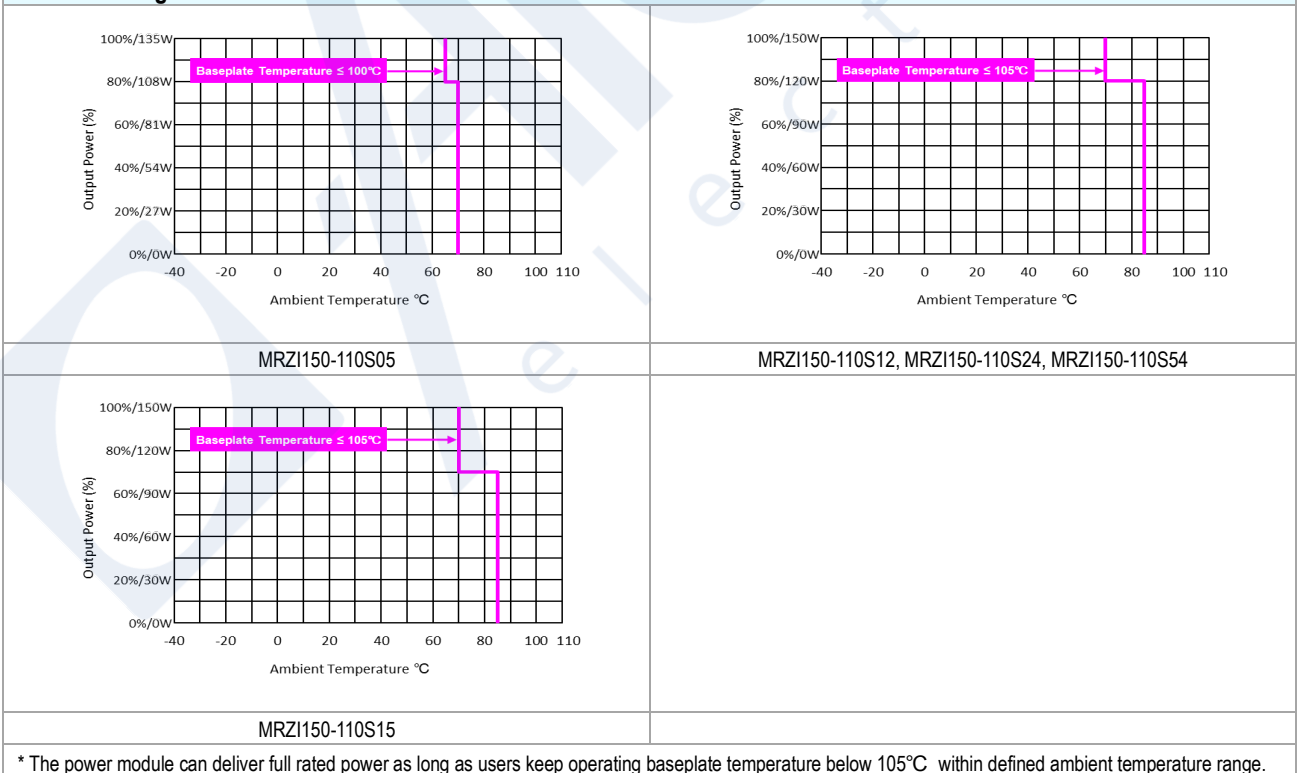 100%/135W
Baseplate Temperature ≤ 100℃
80%/108W
60%/81W
40%/54W
20%/27W
0%/0W
Output Power (%)
-40 -20 0 20 40 60 80 100 110
Ambient Temperature ℃
100%/150W
Baseplate Temperature ≤ 105℃
80%/120W
60%/90W
40%/60W
20%/30W
0%/0W
Output Power (%)
-40 -20 0 20 40 60 80 100 110
Ambient Temperature ℃
MRZI150-110S05
MRZI150-110S12, MRZI150-110S24, MRZI150-110S54
100%/150W
Baseplate Temperature ≤ 105℃
80%/120W
60%/90W
40%/60W
20%/30W
0%/0W
Output Power (%)
-40 -20 0 20 40 60 80 100 110
Ambient Temperature ℃
MRZI150-110S15
* The power module can deliver full rated power as long as users keep operating baseplate temperature below 105℃ within defined ambient temperature range.